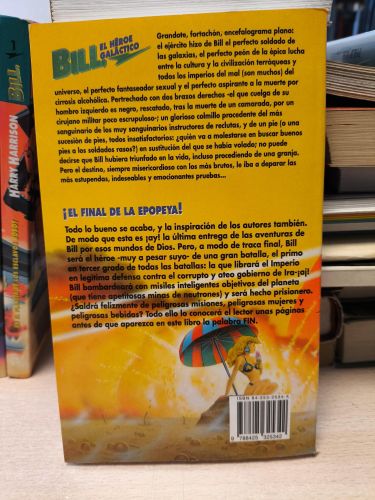 BILL, EL HÉROE
GALÁCTICO
Grandote, fortachón, encefalograma plano:
el ejército hizo de Bill el perfecto soldado de
las galaxias, el perfecto peón de la épica lucha
entre la cultura y la civilización terráqueas y
todos los imperios del mal (son muchos) del
universo, el perfecto fantaseador sexual y el perfecto aspirante a la muerte por
cirrosis alcohólica. Pertrechado con dos brazos derechos -el que cuelga de su
hombro izquierdo es negro, rescatado, tras la muerte de un camarada, por un
cirujano militar poco escrupuloso-; un glorioso colmillo procedente del más
sanguinario de los muy sanguinarios instructores de reclutas, y de un pie (o una
sucesión de pies, todos insatisfactorios: ¿quién va a molestarse en buscar buenos
pies a los soldados rasos?) en sustitución del que se había volado; no puede
decirse que Bill hubiera triunfado en la vida, incluso procediendo de una granja.
Pero el destino, siempre misericordioso con los más brutos, le iba a deparar las
más estupendas, indeseables y emocionantes pruebas...
¡EL FINAL DE LA EPOPEYA!
Todo lo bueno se acaba, y la inspiración de los autores también.
De modo que esta es ¡ay! la última entrega de las aventuras de
Bill por esos mundos de Dios. Pero, a modo de traca final, Bill
será el héroe -muy a pesar suyo- de una gran batalla, el primo
en tercer grado de todas las batallas: la que librará el Imperio
en legítima defensa contra el corrupto y ateo gobierno de Ira-¡aj!
Bill bombardeará con misiles inteligentes objetivos del planeta
(que tiene apetitosas minas de neutrones) y será hecho prisionero.
¿Saldrá felizmente de peligrosas misiones, peligrosas mujeres y
peligrosas bebidas? Todo ello lo conocerá el lector unas páginas
antes de que aparezca en este libro la palabra FIN.
9 788425 325342
BILL,
HARRY HARRISON